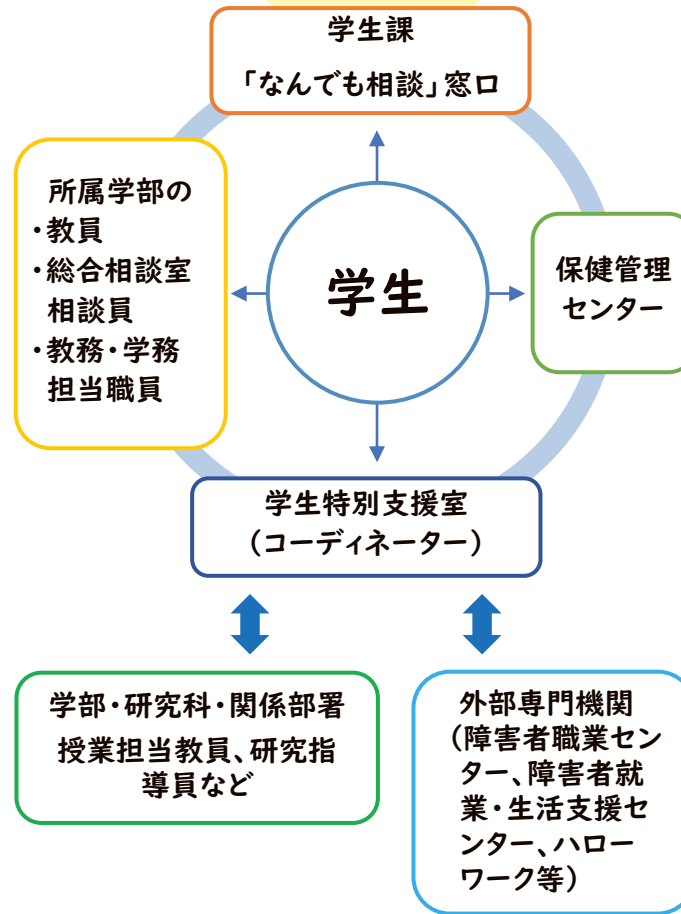 学生課
「なんでも相談」窓口
所属学部の
・教員
・総合相談室
相談員
・教務・学務
担当職員
学生
保健管理
センター
学生特別支援室
（コーディネーター）
学部・研究科・関係部署
授業担当教員、研究指
導員など
外部専門機関
（障害者職業セン
ター、障害者就
業・生活支援セ
ンター、ハロー
ワーク等）